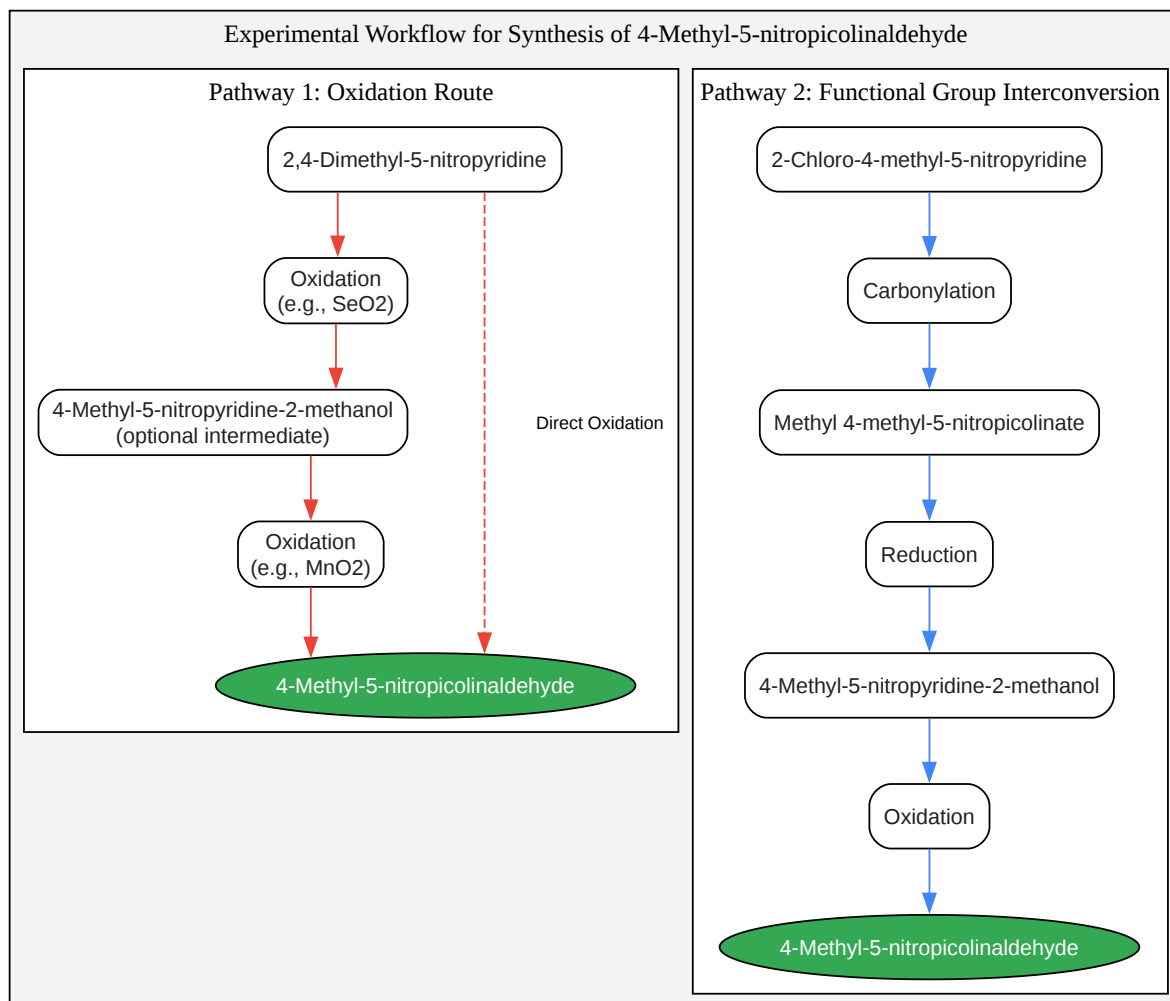 Experimental Workflow for Synthesis of 4-Methyl-5-nitropicolinaldehyde
Pathway 1: Oxidation Route
2,4-Dimethyl-5-nitropyridine
Oxidation
(e.g., SeO2)
4-Methyl-5-nitropyridine-2-methanol
(optional intermediate)
Direct Oxidation
Oxidation
(e.g., MnO2)
4-Methyl-5-nitropicolinaldehyde
Pathway 2: Functional Group Interconversion
2-Chloro-4-methyl-5-nitropyridine
Carbonylation
Methyl 4-methyl-5-nitropicolinate
Reduction
4-Methyl-5-nitropyridine-2-methanol
Oxidation
4-Methyl-5-nitropicolinaldehyde